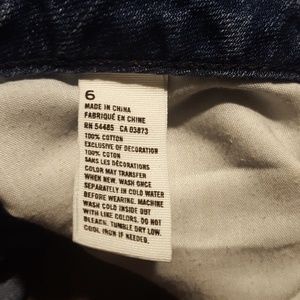 6
MADE IN CHINA
FABRIQUÉ EN CHINE
RN 54485 CA 03873
100% COTTON
EXCLUSIVE OF DECORATION
100% COTON
SANS LES DÉCORATIONS
COLOR MAY TRANSFER
WHEN NEW. WASH ONCE
SEPARATELY IN COLD WATER
BEFORE WEARING. MACHINE
WASH COLD INSIDE OUT
WITH LIKE COLORS. DO NOT
BLEACH. TUMBLE DRY LOW.
COOL IRON IF NEEDED.